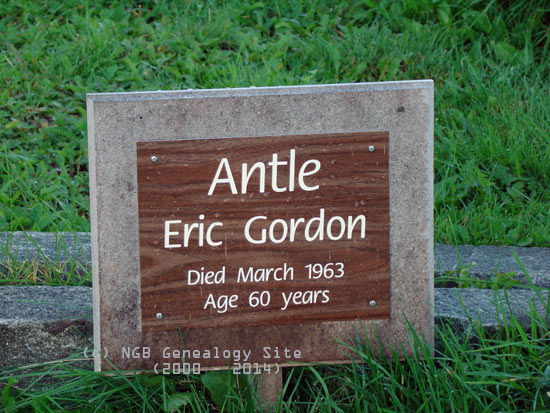 Antle
Eric Gordon
Died March 1963
Age 60 years
(c) NGB Genealogy Site
(2000 - 2014)